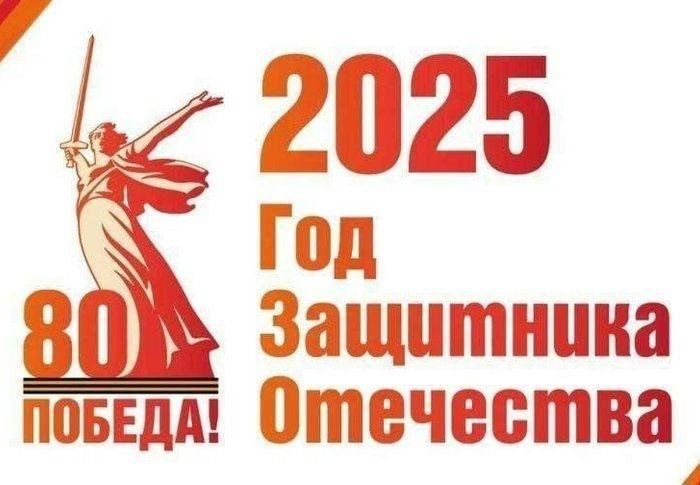 80
ПОБЕДА!
2025
Год
Защитника
Отечества